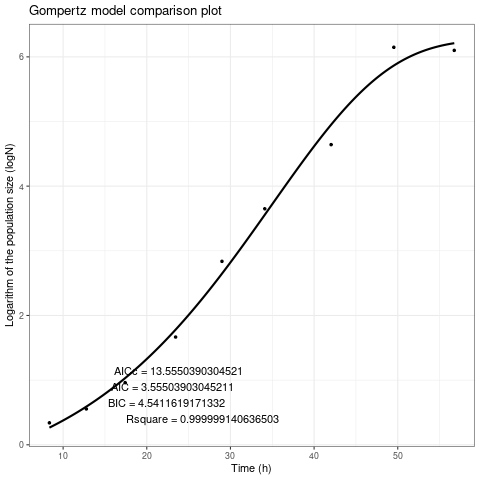 Gompertz model comparison plot
Logarithm of the population size (logN)
6
4
2
0
AICc = 13.5550390304521
AIC = 3.55503903045211
BIC = 4.5411619171332
Rsquare = 0.999999140636503
10 20 30 40 50
Time (h)